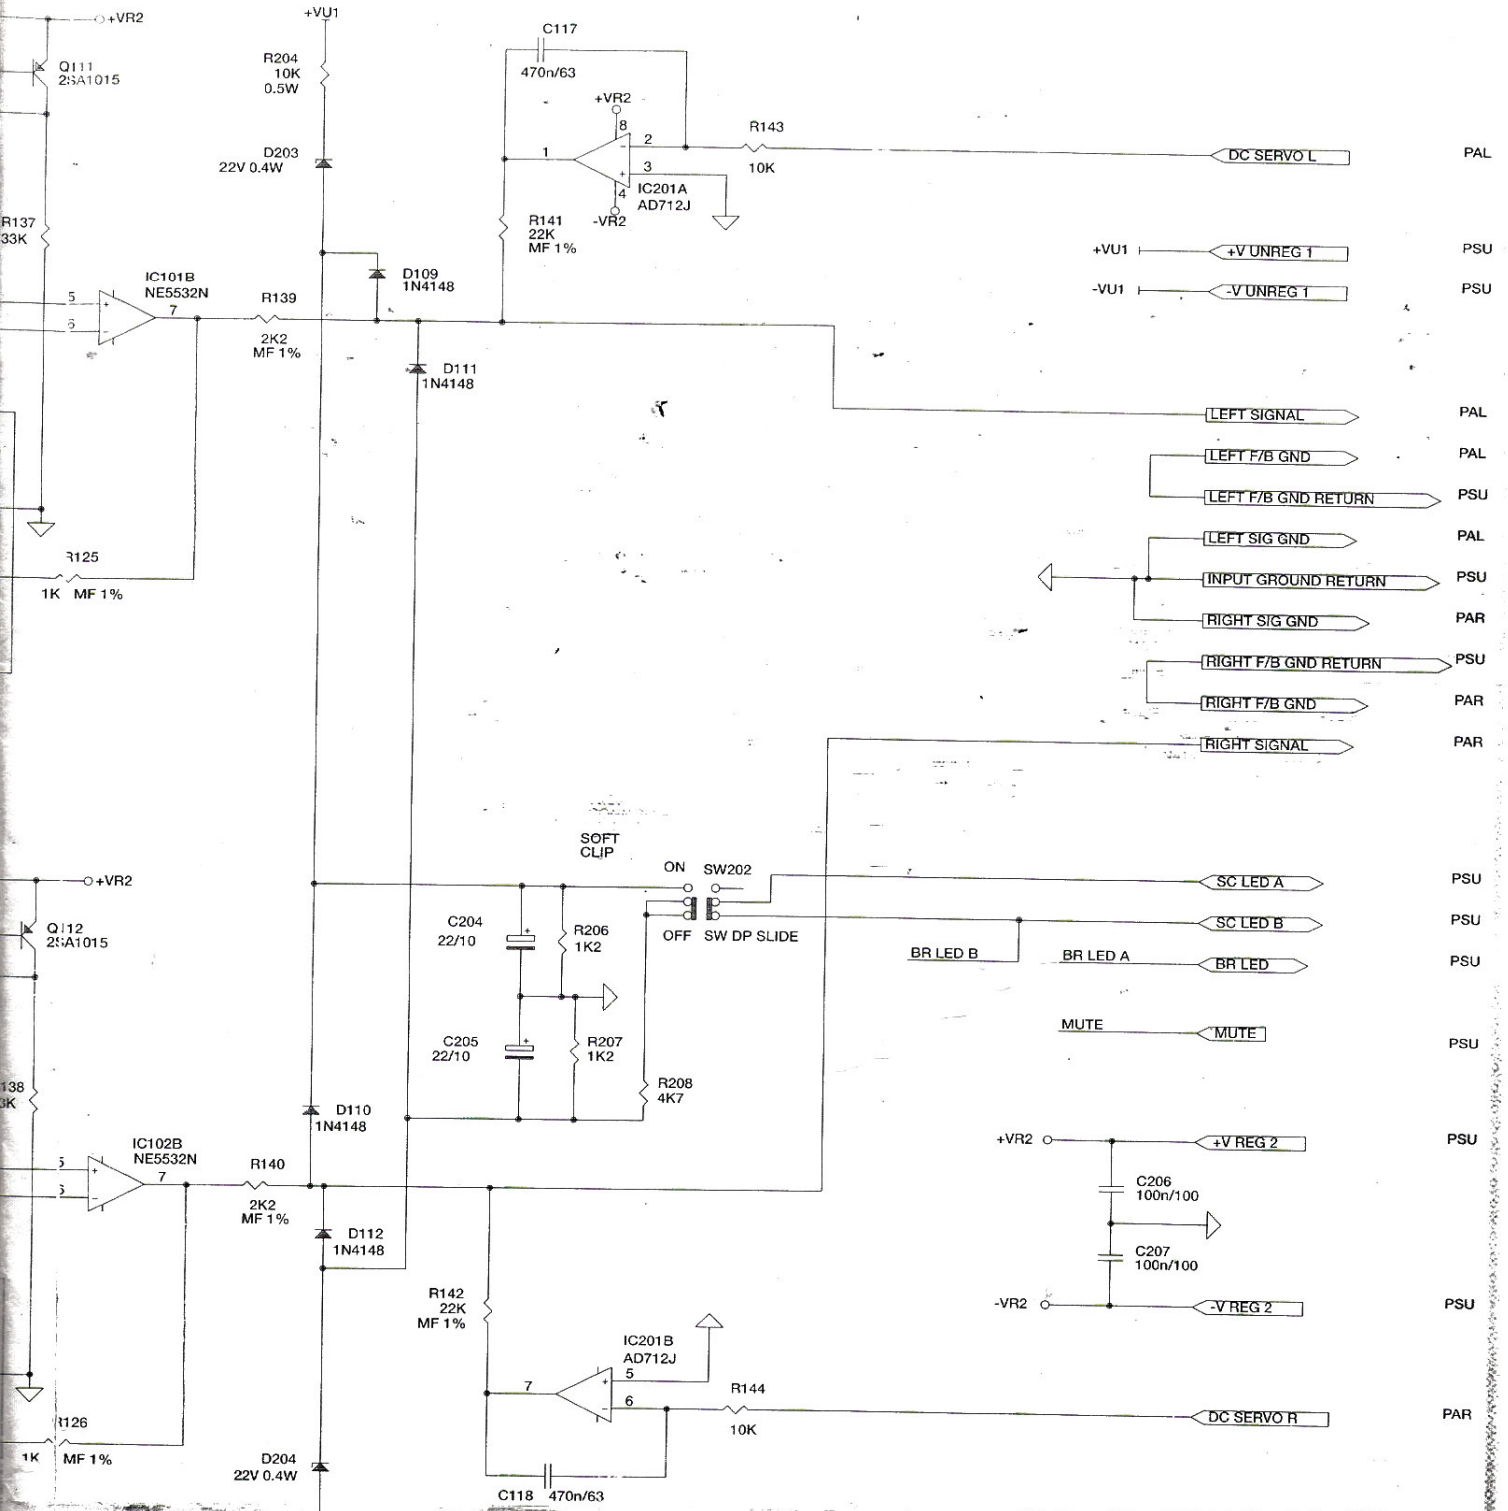 +VR2
+VU1
Q111
2SA1015
R204
10K
0.5W
C117
470n/63
+VR2
8
1
2
3
4
-VR2
IC201A
AD712J
R143
10K
DC SERVO L
PAL
D203
22V 0.4W
R137
33K
R141
22K
MF 1%
+VU1
+V UNREG 1
PSU
-VU1
-V UNREG 1
PSU
D109
1N4148
IC101B
NE5532N
5
6
7
R139
2K2
MF 1%
D111
1N4148
LEFT SIGNAL
PAL
LEFT F/B GND
PAL
LEFT F/B GND RETURN
PSU
LEFT SIG GND
PAL
INPUT GROUND RETURN
PSU
RIGHT SIG GND
PAR
RIGHT F/B GND RETURN
PSU
RIGHT F/B GND
PAR
RIGHT SIGNAL
PAR
R125
1K MF 1%
SOFT
CLIP
ON
SW202
OFF
SW DP SLIDE
SC LED A
PSU
SC LED B
PSU
BR LED B
BR LED A
BR LED
PSU
MUTE
MUTE
PSU
+VR2
Q112
2SA1015
C204
22/10
+
R206
1K2
C205
22/10
+
R207
1K2
R208
4K7
138
3K
D110
1N4148
IC102B
NE5532N
5
7
R140
2K2
MF 1%
D112
1N4148
+VR2
+V REG 2
PSU
C206
100n/100
C207
100n/100
-VR2
-V REG 2
PSU
R142
22K
MF 1%
IC201B
AD712J
5
6
7
R144
10K
DC SERVO R
PAR
R126
1K MF 1%
D204
22V 0.4W
C118 470n/63